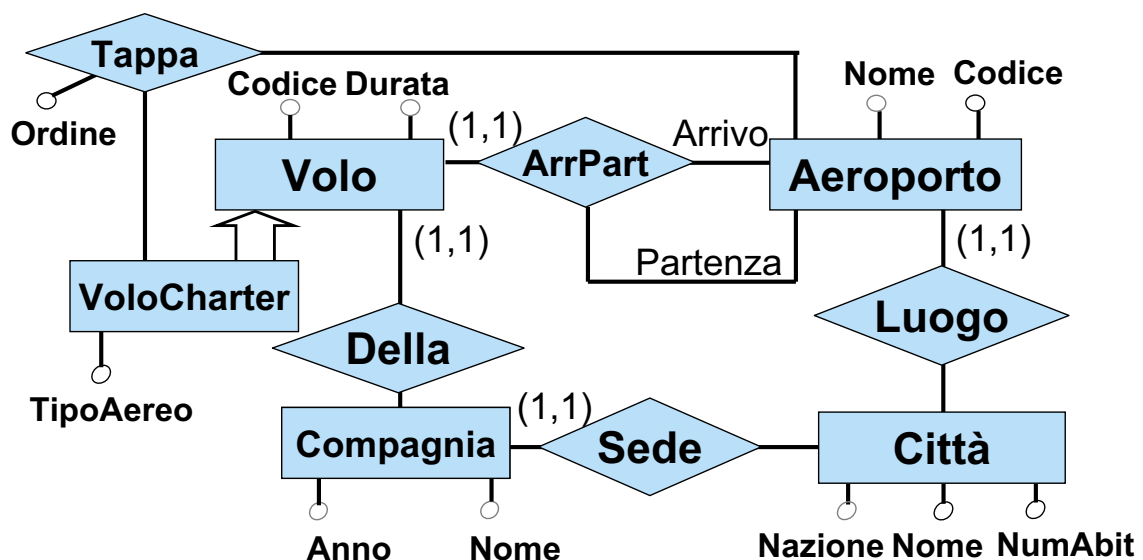 Tappa
Codice Durata
Nome Codice
Ordine
(1,1)
Arrivo
Volo
ArrPart
Aeroporto
(1,1)
(1,1)
Partenza
VoloCharter
Luogo
Della
TipoAereo
(1,1)
Compagnia
Sede
Città
Anno
Nome
Nazione Nome NumAbit